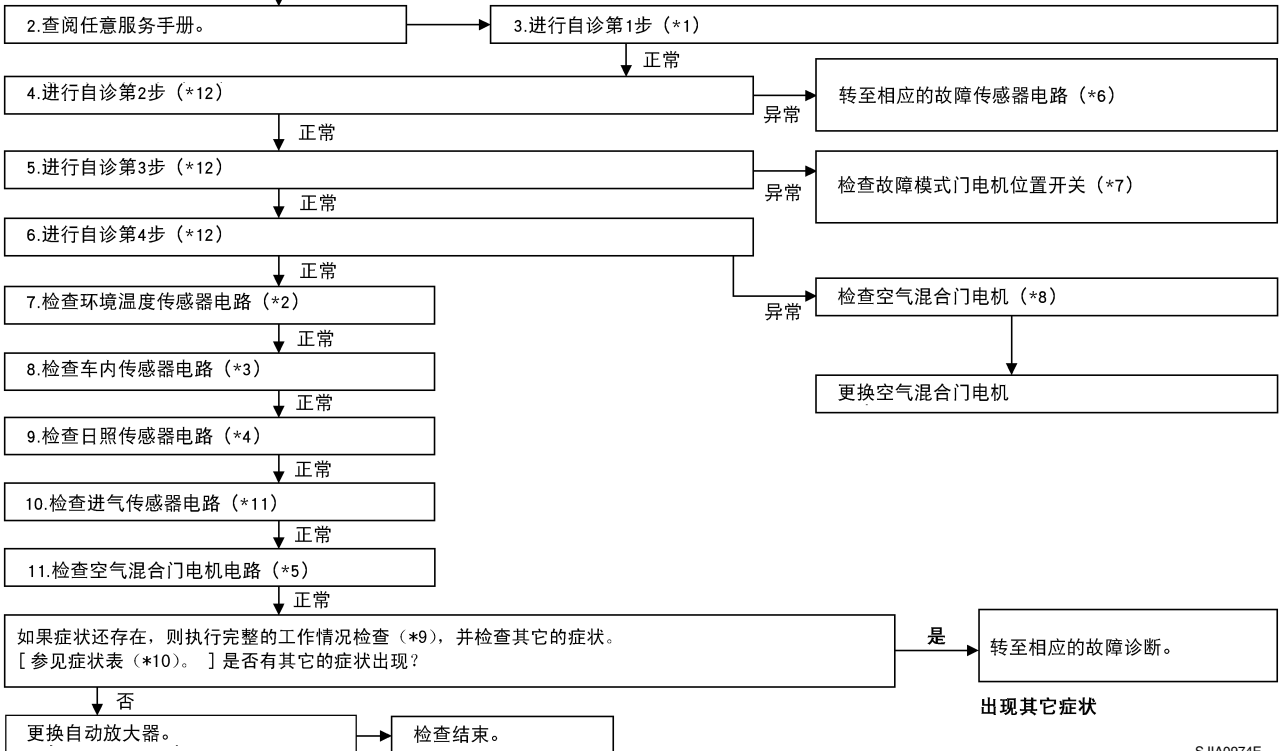 2.查阅任意服务手册。
3.进行自诊第1步（*1）
正常
4.进行自诊第2步（*12）
异常
转至相应的故障传感器电路（*6）
正常
5.进行自诊第3步（*12）
异常
检查故障模式门电机位置开关（*7）
正常
6.进行自诊第4步（*12）
正常
异常
检查空气混合门电机（*8）
7.检查环境温度传感器电路（*2）
正常
更换空气混合门电机
8.检查车内传感器电路（*3）
正常
9.检查日照传感器电路（*4）
正常
10.检查进气传感器电路（*11）
正常
11.检查空气混合门电机电路（*5）
正常
如果症状还存在，则执行完整的工作情况检查（*9），并检查其它的症状。
[ 参见症状表（*10）。 ] 是否有其它的症状出现？
是
转至相应的故障诊断。
出现其它症状
否
更换自动放大器。
检查结束。
SJIA0974E